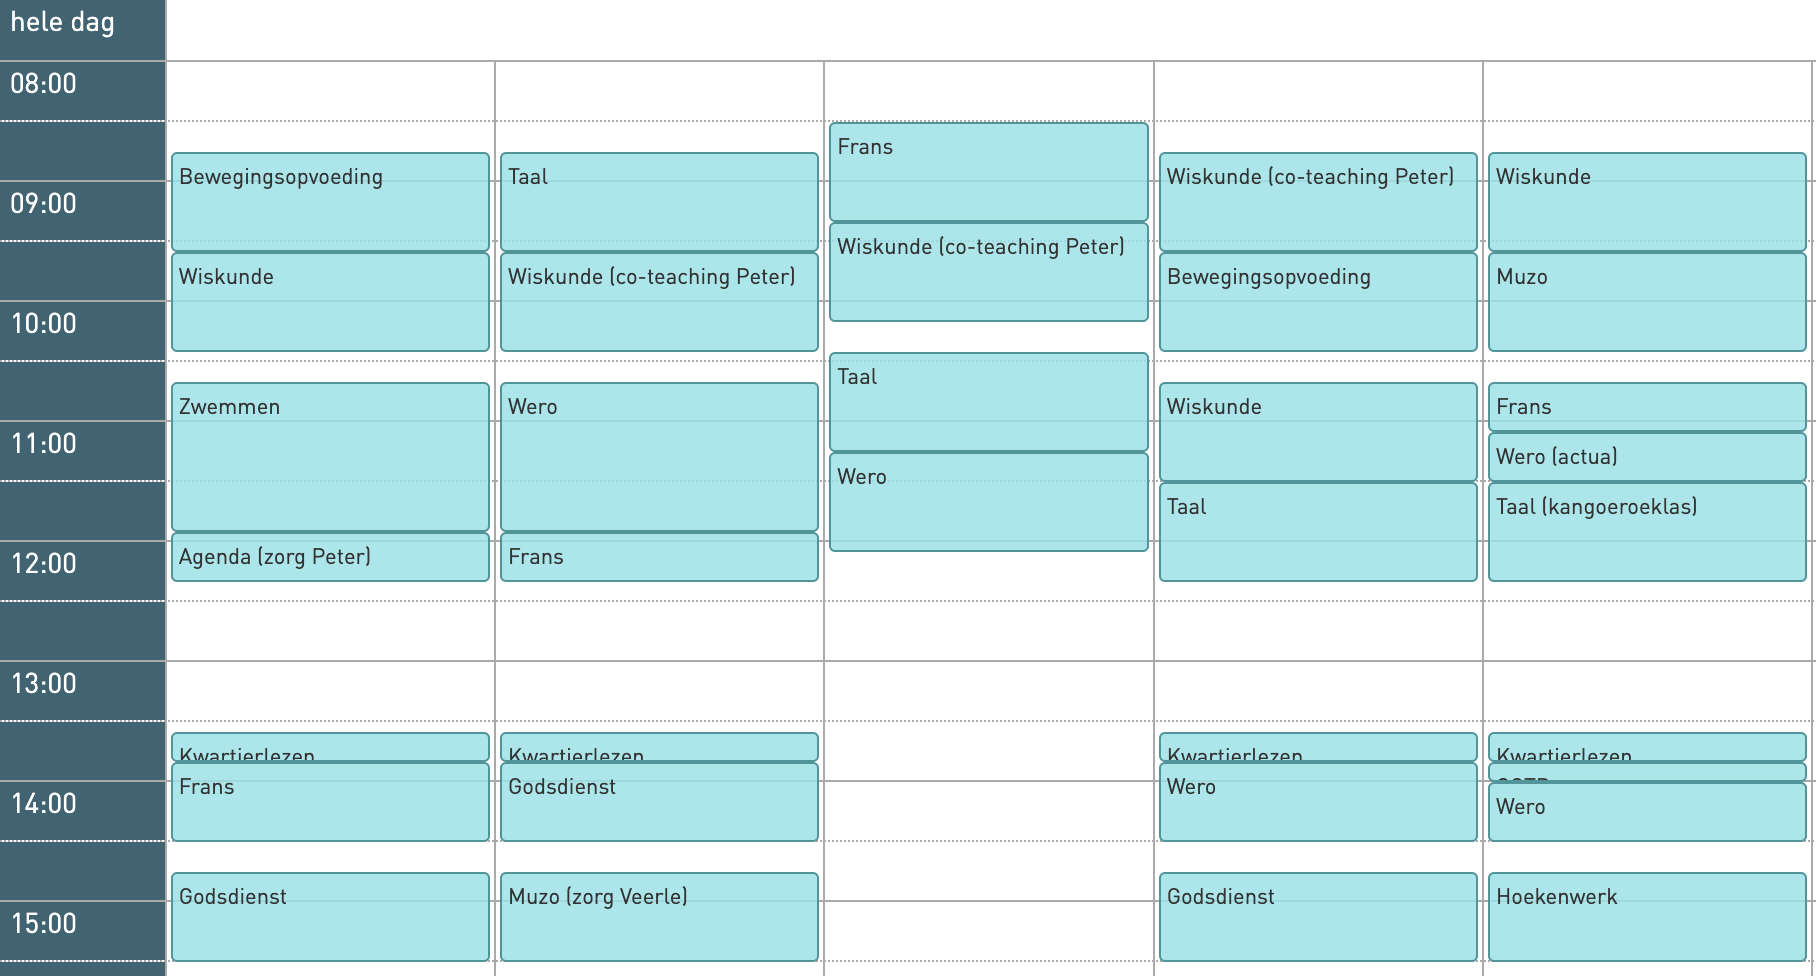 hele dag
08:00
09:00
10:00
11:00
12:00
13:00
14:00
15:00
Bewegingsopvoeding
Wiskunde
Zwemmen
Agenda (zorg Peter)
Kwartierlezen
Frans
Godsdienst
Taal
Wiskunde (co-teaching Peter)
Wero
Frans
Kwartierlezen
Godsdienst
Muzo (zorg Veerle)
Frans
Wiskunde (co-teaching Peter)
Taal
Wero
Wiskunde (co-teaching Peter)
Bewegingsopvoeding
Wiskunde
Taal
Kwartierlezen
Wero
Godsdienst
Wiskunde
Muzo
Frans
Wero (actua)
Taal (kangoeroeklas)
Kwartierlezen
Wero
Hoekenwerk